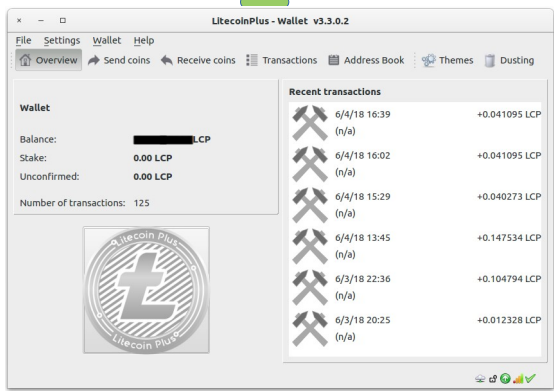 LitecoinPlus - Wallet v3.3.0.2
File Settings Wallet Help
Overview Send coins Receive coins Transactions Address Book Themes Dusting
Wallet
Balance: LCP
Stake: 0.00 LCP
Unconfirmed: 0.00 LCP
Number of transactions: 125
Litecoin Plus
Litecoin Plus
Recent transactions
6/4/18 16:39 +0.041095 LCP
(n/a)
6/4/18 16:02 +0.041095 LCP
(n/a)
6/4/18 15:29 +0.040273 LCP
(n/a)
6/4/18 13:45 +0.147534 LCP
(n/a)
6/3/18 22:36 +0.104794 LCP
(n/a)
6/3/18 20:25 +0.012328 LCP
(n/a)